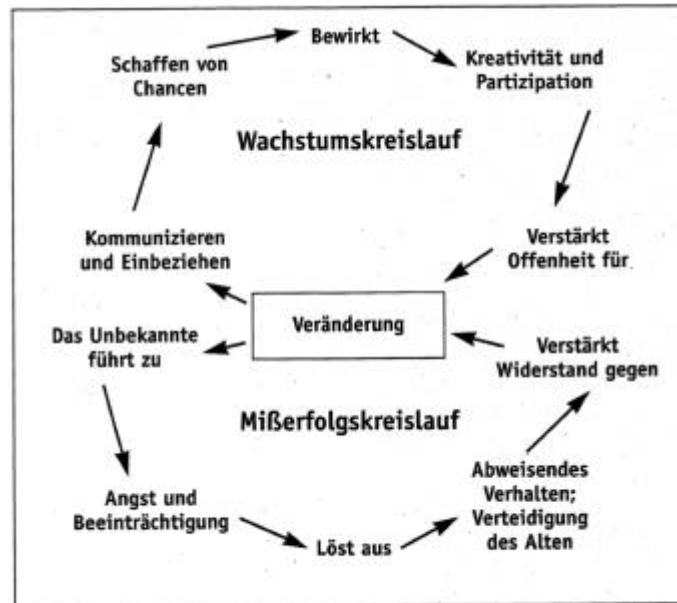 Bewirkt
Schaffen von
Chancen
Kreativität und
Partizipation
Wachstumskreislauf
Kommunizieren
und Einbeziehen
Verstärkt
Offenheit für
Veränderung
Das Unbekannte
führt zu
Verstärkt
Widerstand gegen
Mißerfolgskreislauf
Angst und
Beeinträchtigung
Löst aus
Abweisendes
Verhalten;
Verteidigung
des Alten